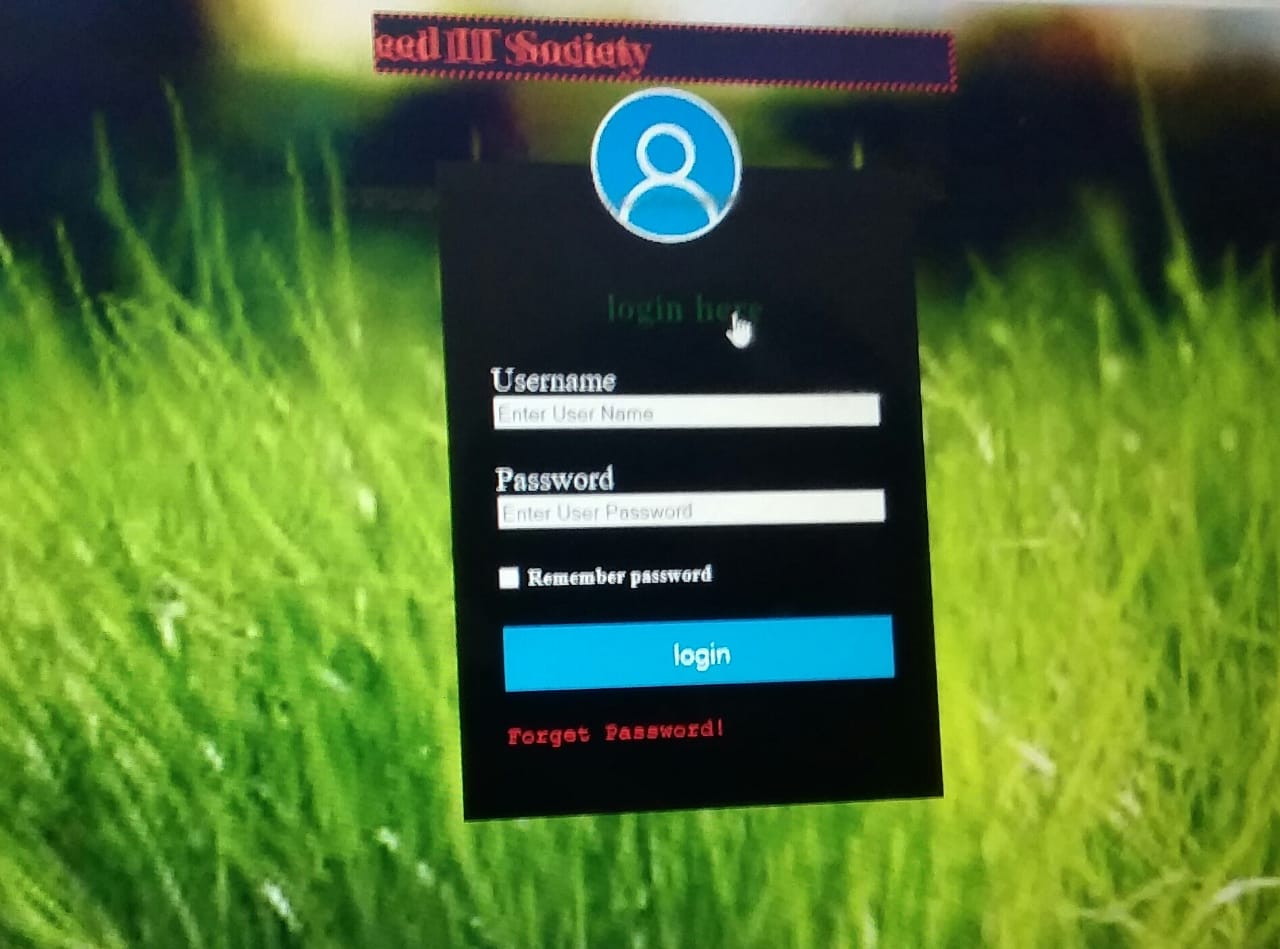 Society
login here
Username
Enter User Name
Password
Enter User Password
Remember password
login
Forget Password!